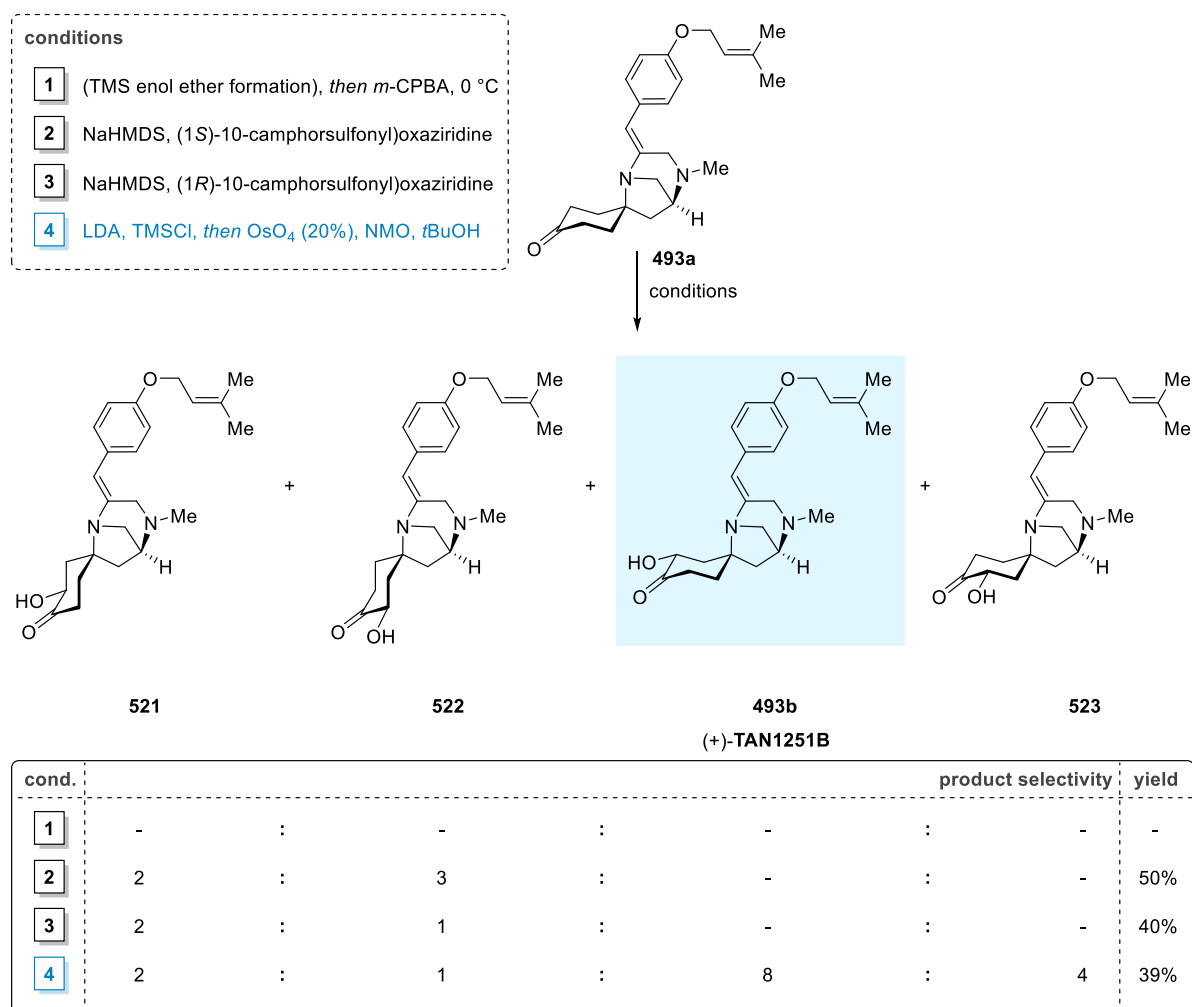 conditions
1 (TMS enol ether formation), then m-CPBA, 0 °C
2 NaHMDS, (1S)-10-camphorsulfonyl)oxaziridine
3 NaHMDS, (1R)-10-camphorsulfonyl)oxaziridine
4 LDA, TMSCl, then OsO4 (20%), NMO, tBuOH
O Me
Me
N N Me
H
O
493a
conditions
O Me O Me O Me O Me
Me Me Me Me
+ + +
N N Me N N Me N N Me N N Me
H H HO H H
HO O O O OH
O OH
521 522 493b 523
(+)-TAN1251B
cond. product selectivity yield
1 - : - : - : - -
2 2 : 3 : - : - 50%
3 2 : 1 : - : - 40%
4 2 : 1 : 8 : 4 39%